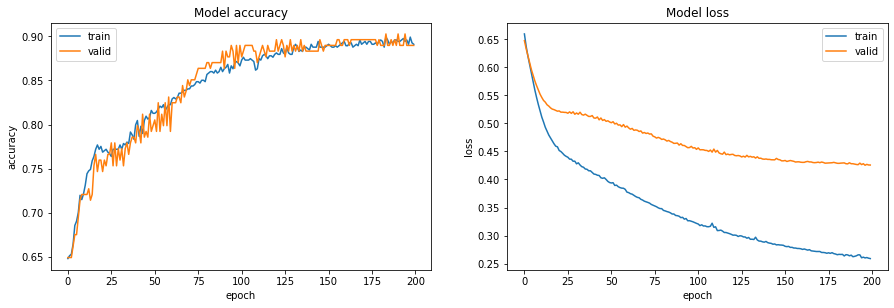 Model accuracy
train
valid
accuracy
0.90
0.85
0.80
0.75
0.70
0.65
0 25 50 75 100 125 150 175 200
epoch
Model loss
train
valid
loss
0.65
0.60
0.55
0.50
0.45
0.40
0.35
0.30
0.25
0 25 50 75 100 125 150 175 200
epoch